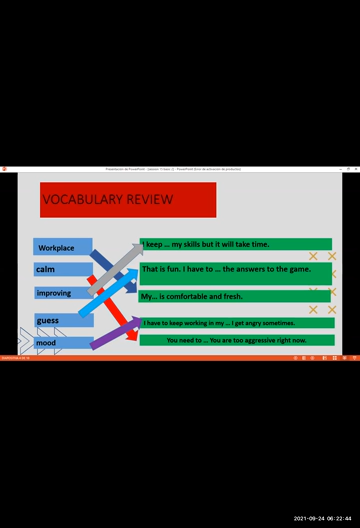 VOCABULARY REVIEW
Workplace
calm
improving
guess
mood
I keep … my skills but it will take time.
That is fun. I have to … the answers to the game.
My… is comfortable and fresh.
I have to keep working in my … I get angry sometimes.
You need to … You are too aggressive right now.
2021-09-24 06:22:44